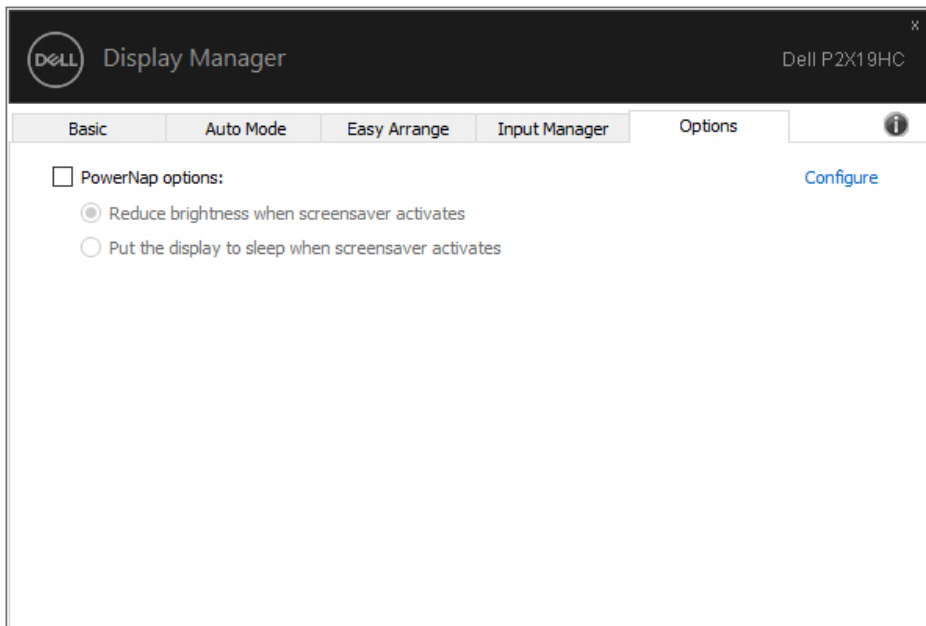 x
DELL Display Manager Dell P2X19HC
Basic Auto Mode Easy Arrange Input Manager Options i
PowerNap options: Configure
Reduce brightness when screensaver activates
Put the display to sleep when screensaver activates